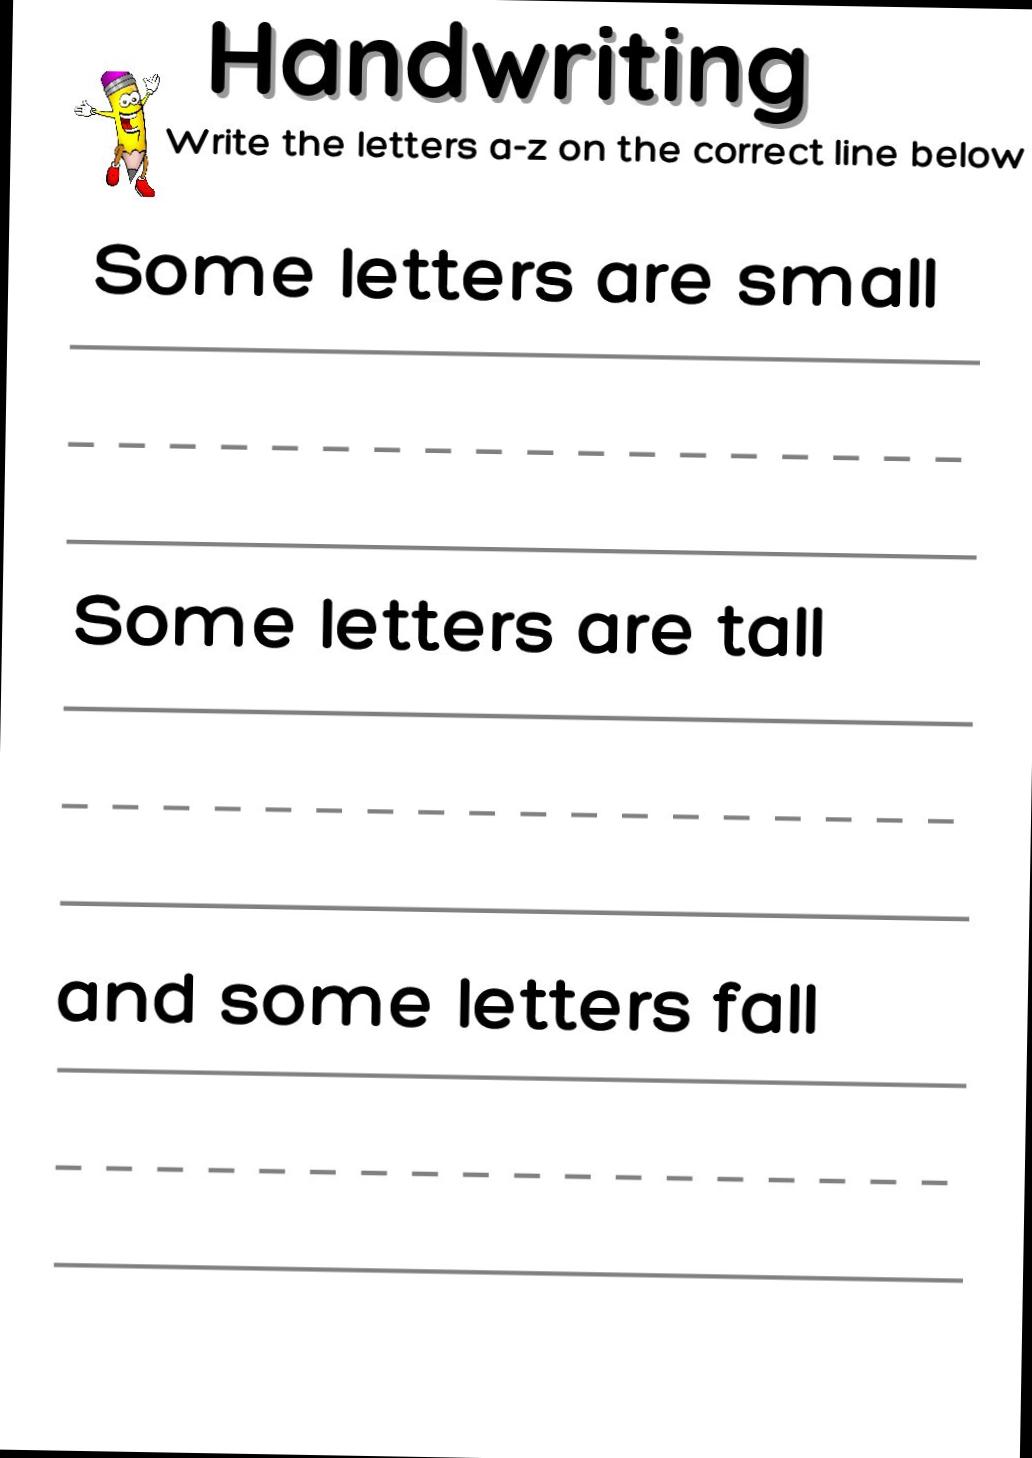 Handwriting
Write the letters a-z on the correct line below
Some letters are small
Some letters are tall
and some letters fall